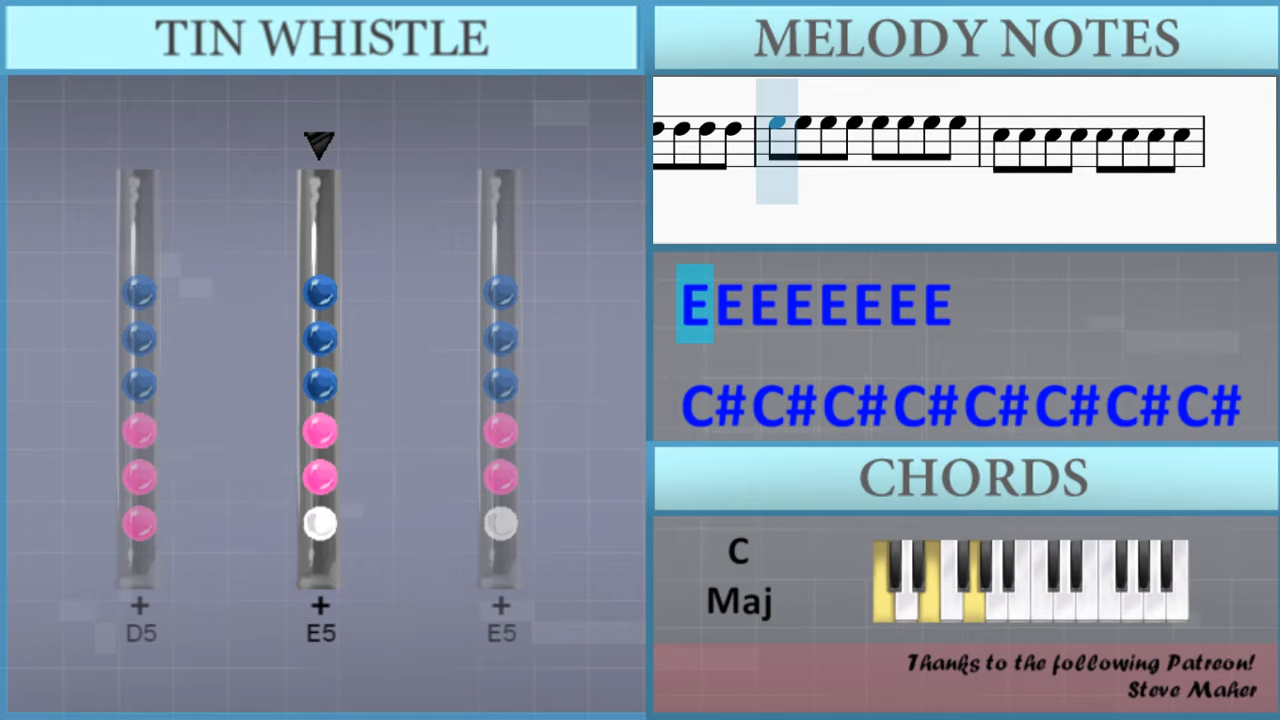 TIN WHISTLE
+ + +
D5 E5 E5
MELODY NOTES
EEEEEEEE
C#C#C#C#C#C#C#C#
CHORDS
C
Maj
Thanks to the following Patreon!
Steve Maher